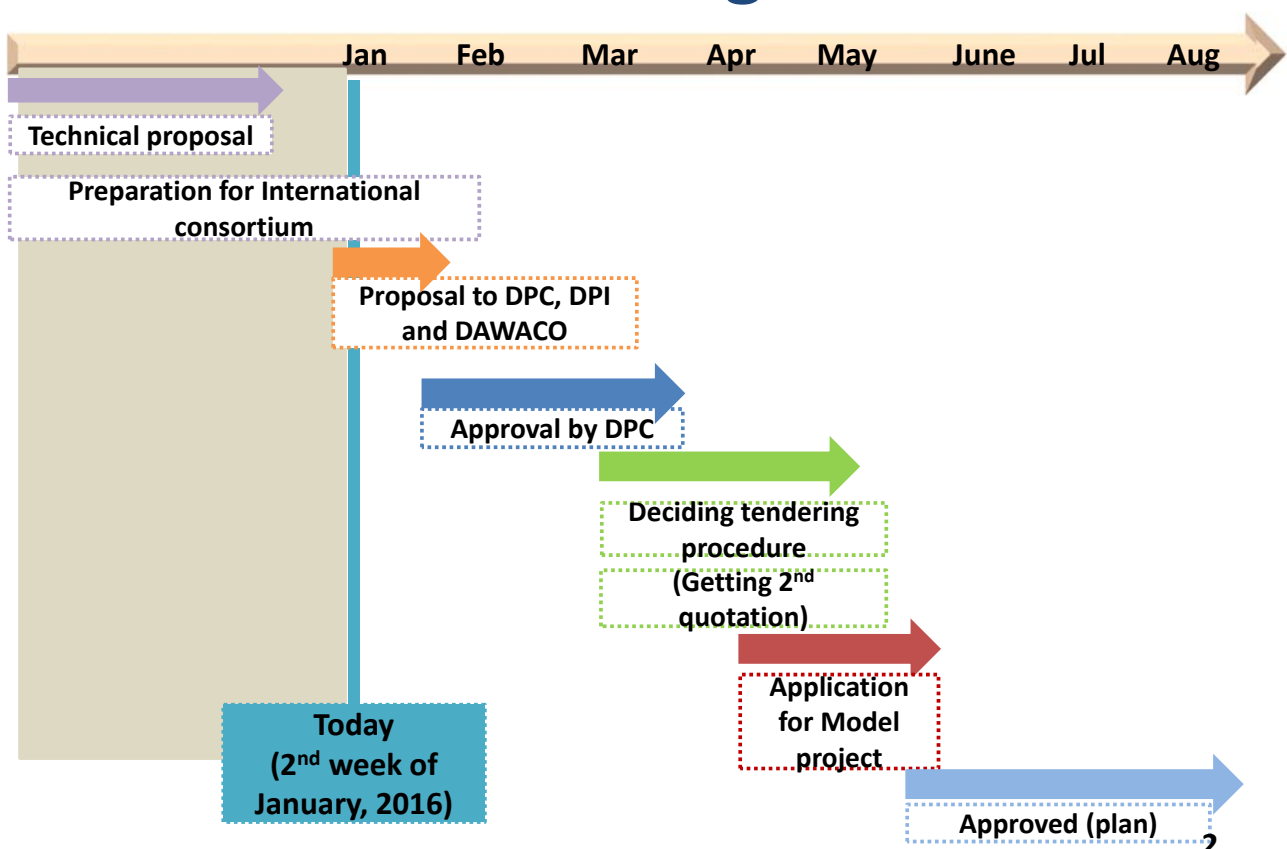 Jan Feb Mar Apr May June Jul Aug
Technical proposal
Preparation for International
consortium
Proposal to DPC, DPI
and DAWACO
Approval by DPC
Deciding tendering
procedure
(Getting 2nd
quotation)
Application
for Model
project
Today
(2nd week of
January, 2016)
Approved (plan)
2